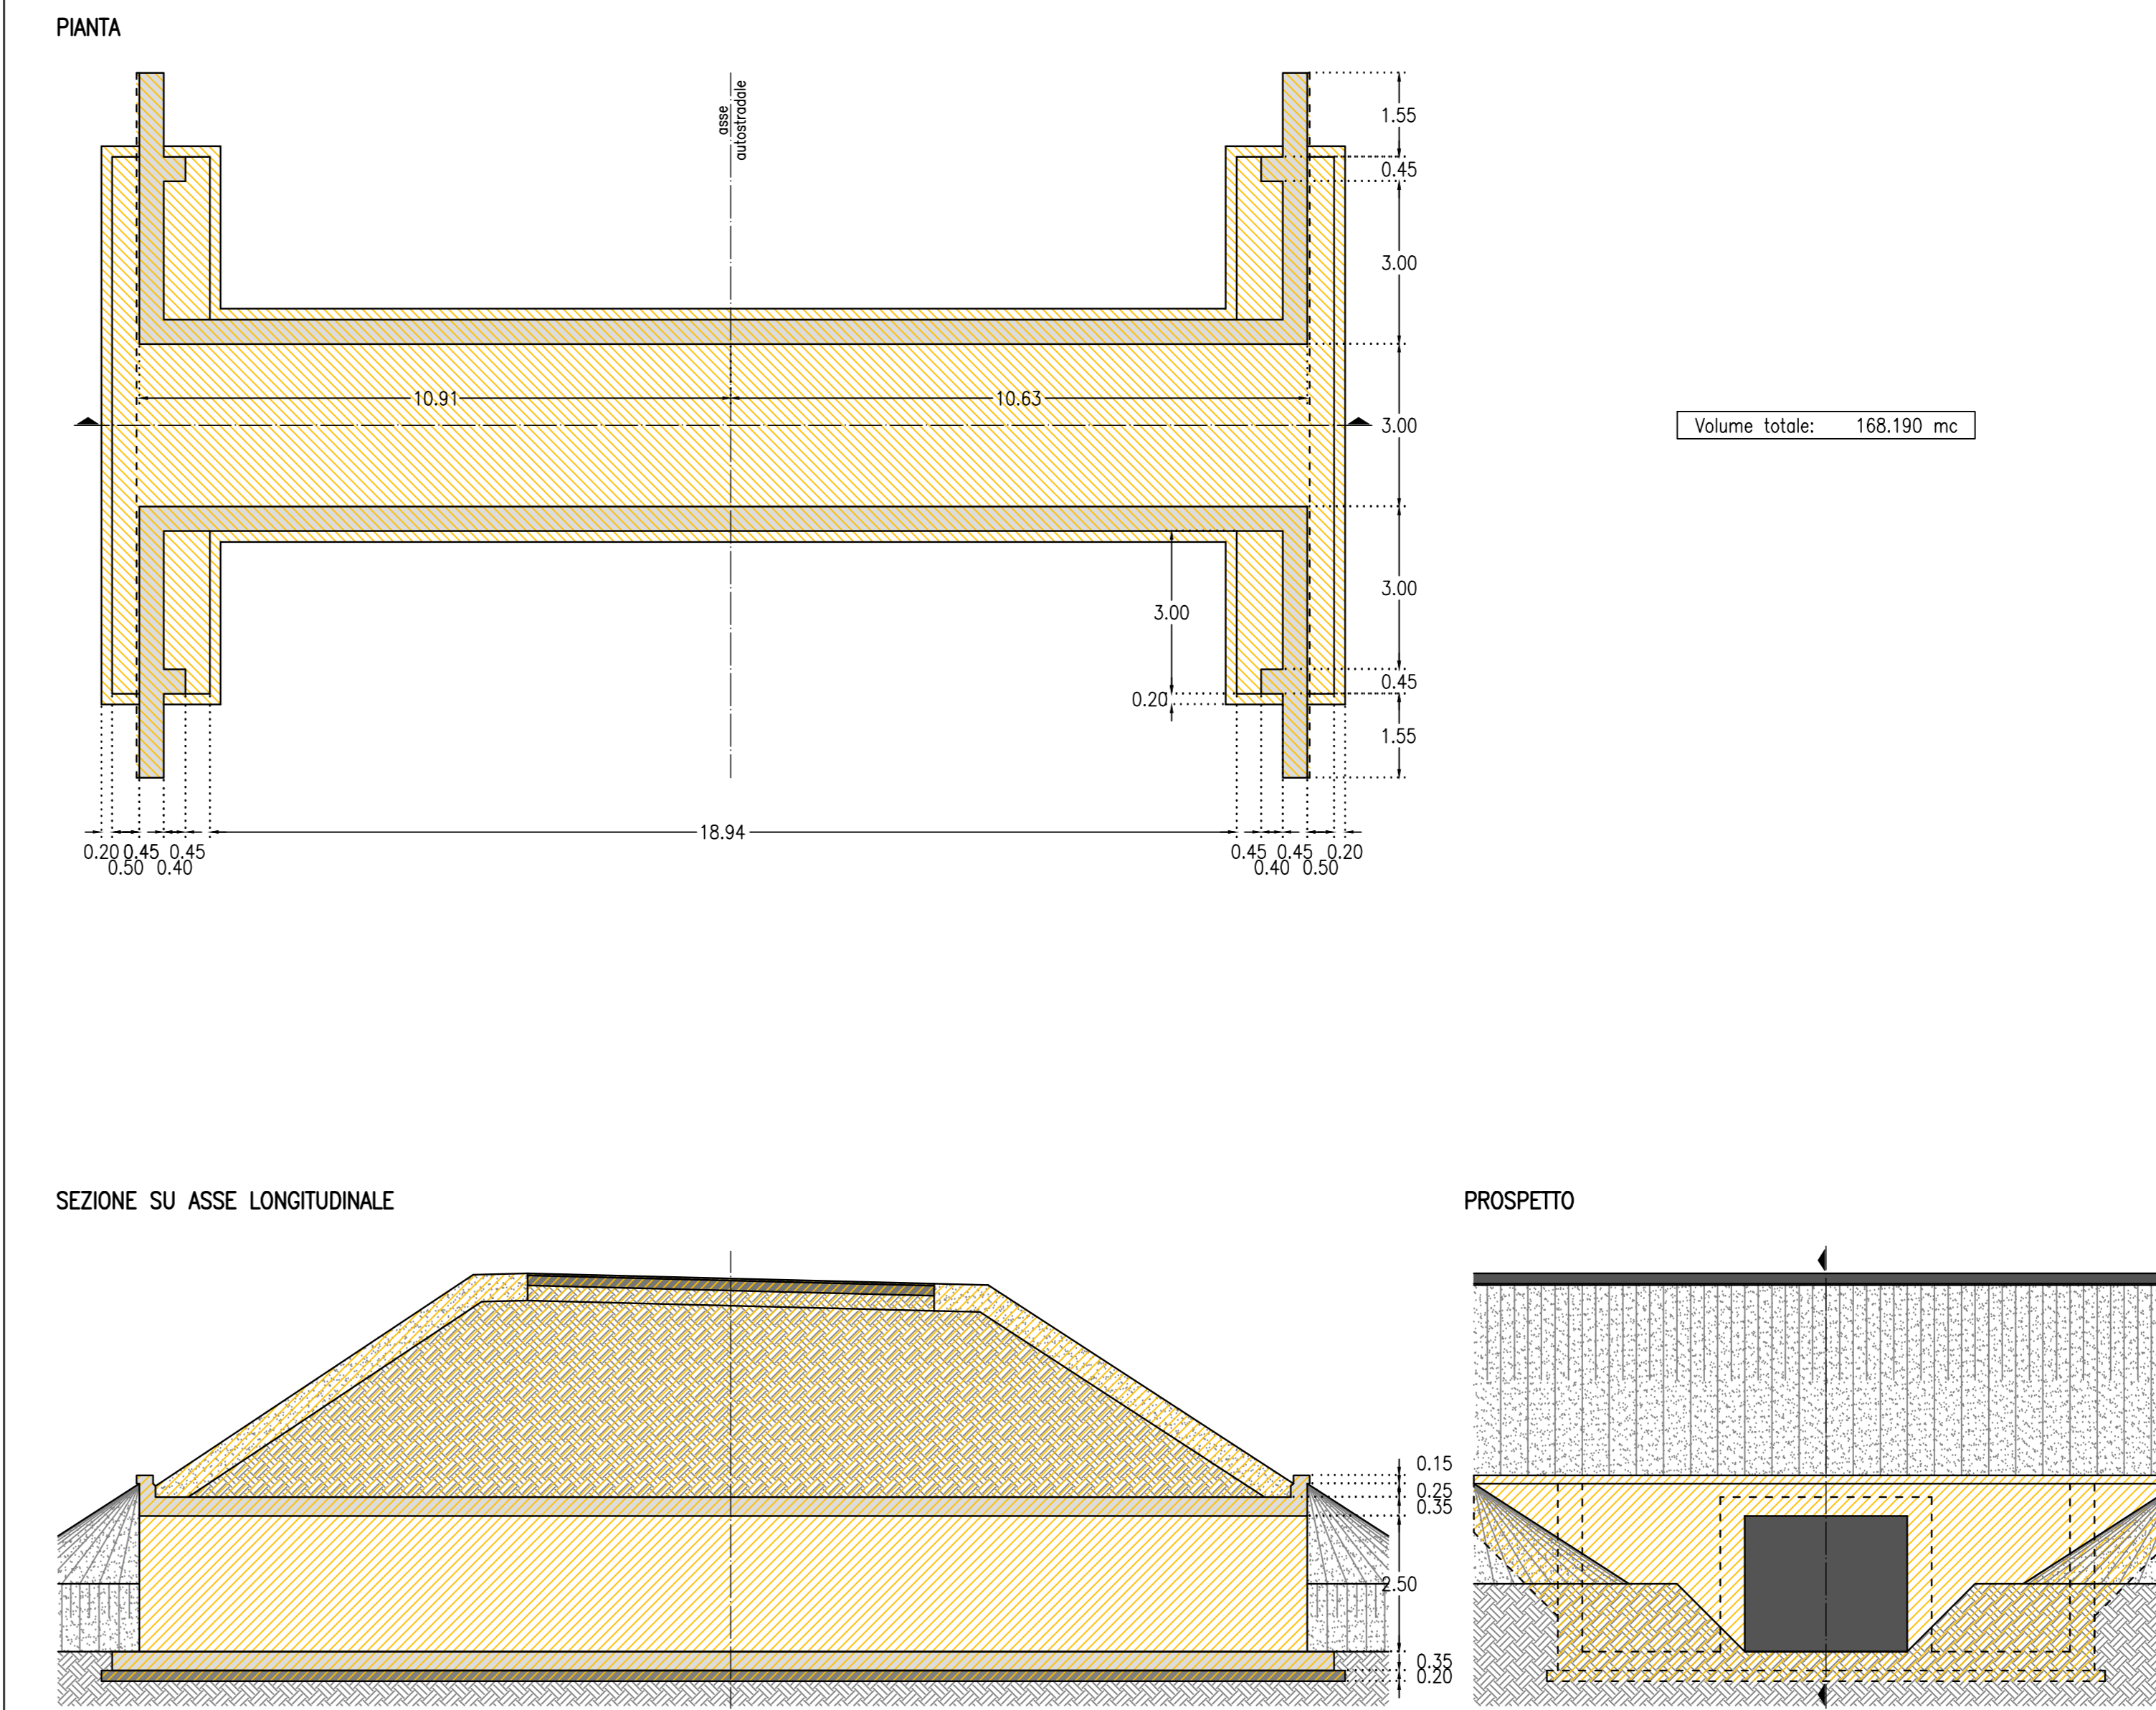 PIANTA
asse
autostradale
1.55
0.45
3.00
10.91
10.63
3.00
Volume totale: 168.190 mc
3.00
3.00
0.45
0.20
1.55
18.94
0.20 0.45 0.45
0.50 0.40
0.45 0.45 0.20
0.40 0.50
SEZIONE SU ASSE LONGITUDINALE
PROSPETTO
0.15
0.25
0.35
2.50
0.35
0.20